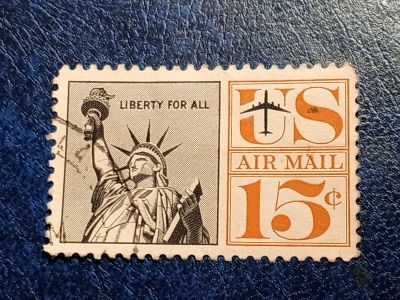 LIBERTY FOR ALL
US
AIR MAIL
15¢